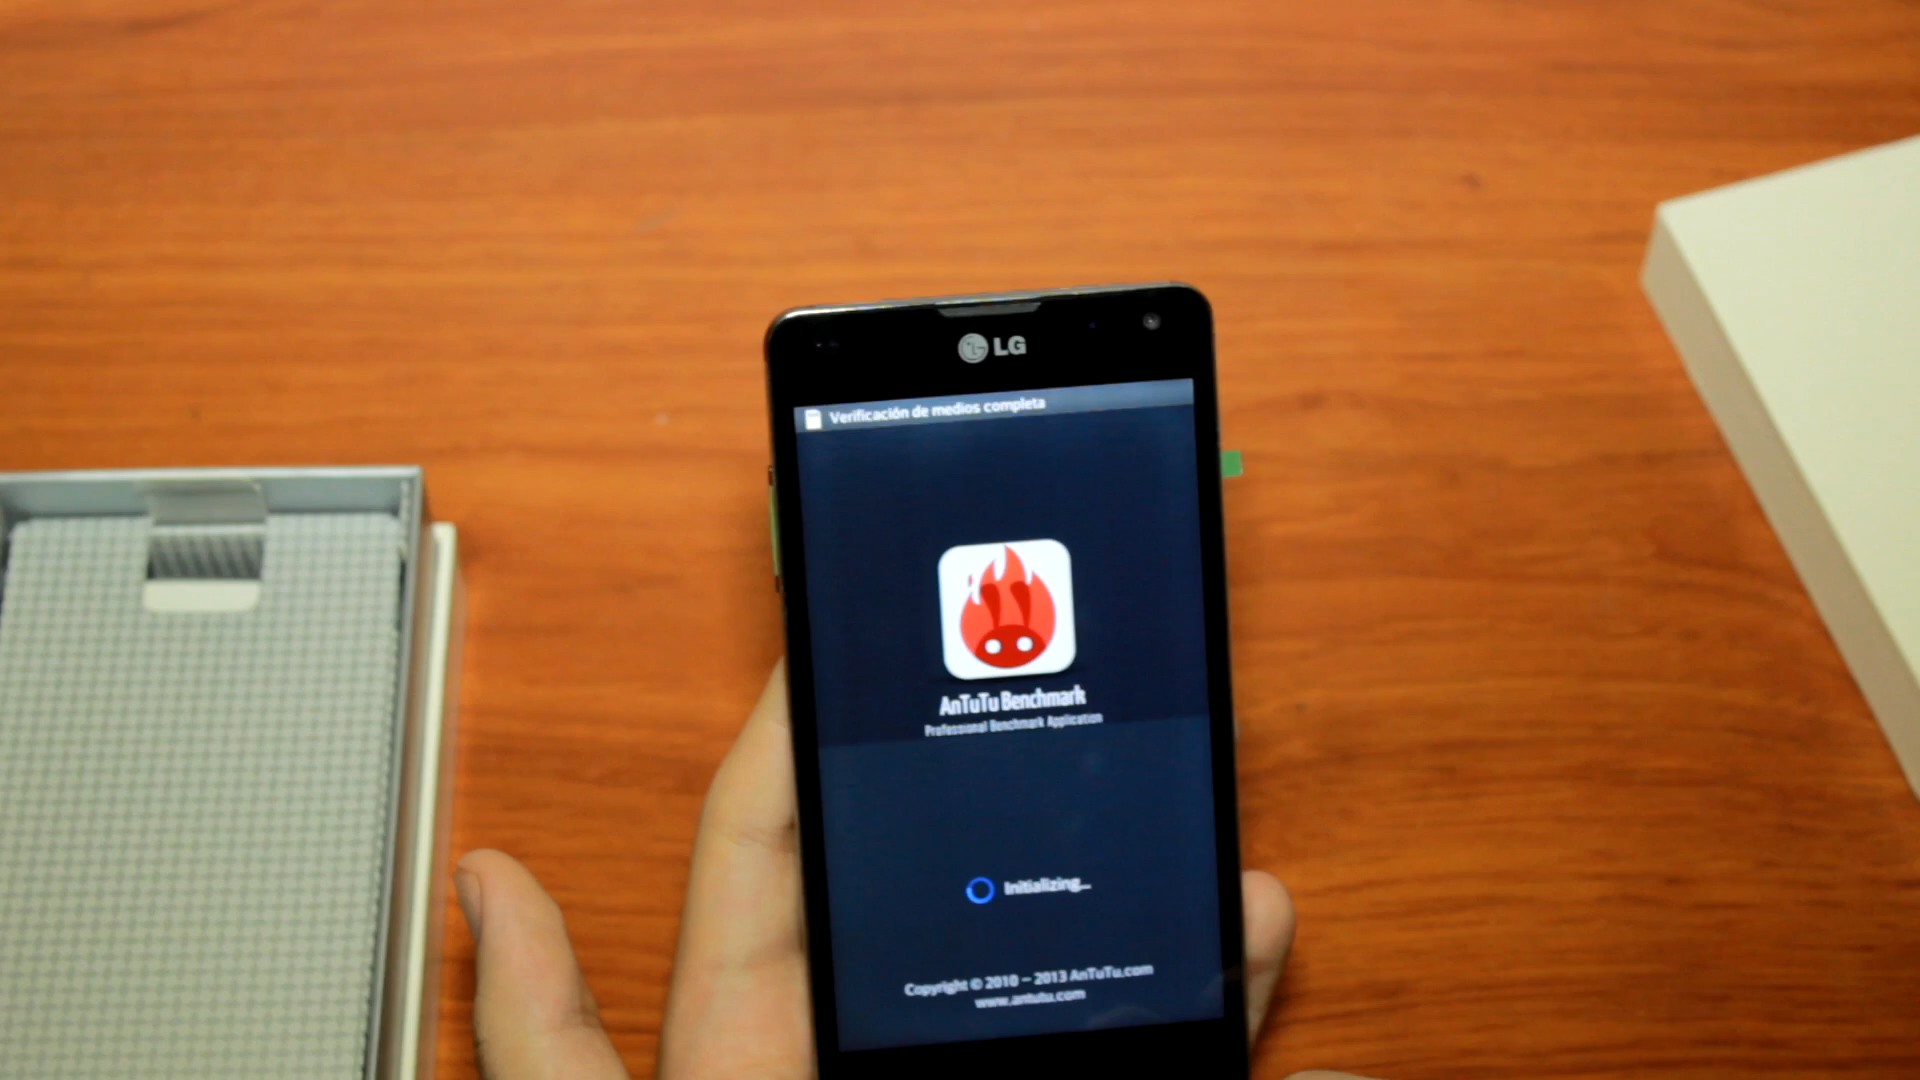 LG
Verificación de medios completa
AnTuTu Benchmark
Professional Benchmark Application
Initializing...
Copyright © 2010 – 2013 AnTuTu.com
www.antutu.com